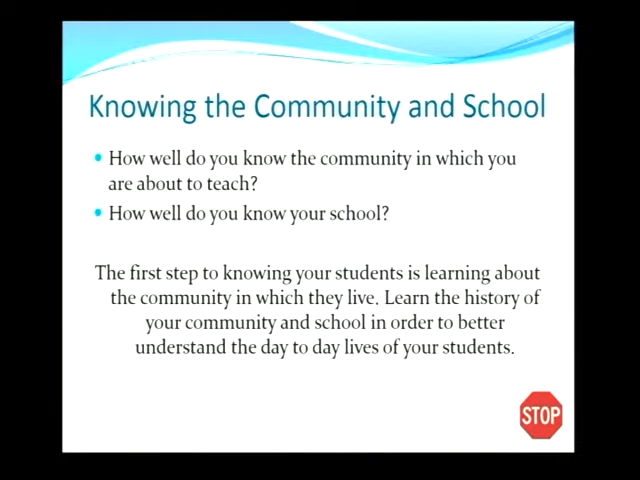 Knowing the Community and School
• How well do you know the community in which you
are about to teach?
• How well do you know your school?
The first step to knowing your students is learning about
the community in which they live. Learn the history of
your community and school in order to better
understand the day to day lives of your students.
STOP